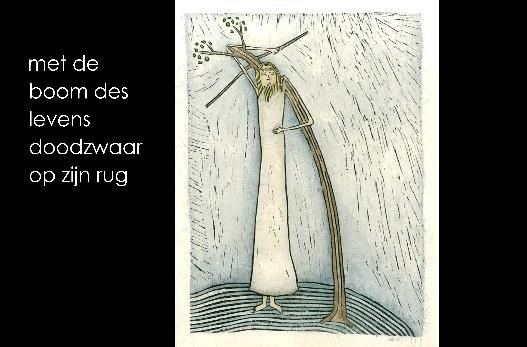 met de
boom des
levens
doodzwaar
op zijn rug